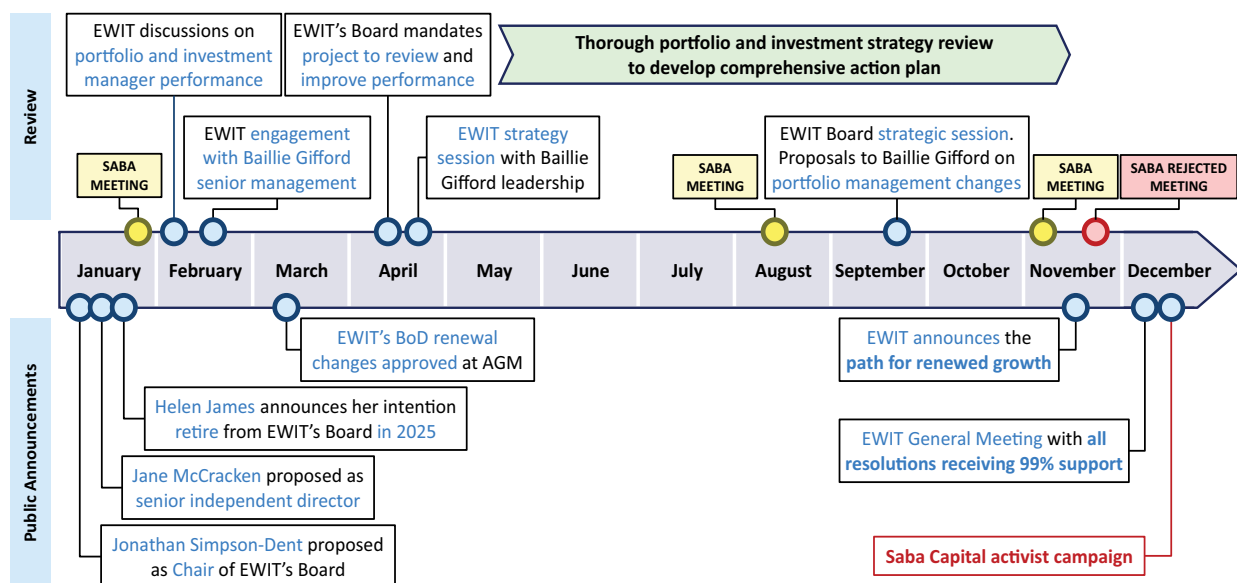 Review
EWIT discussions on
portfolio and investment
manager performance
EWIT's Board mandates
project to review and
improve performance
Thorough portfolio and investment strategy review
to develop comprehensive action plan
SABA
MEETING
EWIT engagement
with Baillie Gifford
senior management
EWIT strategy
session with Baillie
Gifford leadership
SABA
MEETING
EWIT Board strategic session.
Proposals to Baillie Gifford on
portfolio management changes
SABA
MEETING
SABA REJECTED
MEETING
January
February
March
April
May
June
July
August
September
October
November
December
Public Announcements
EWIT's BoD renewal
changes approved at AGM
EWIT announces the
path for renewed growth
Helen James announces her intention
retire from EWIT's Board in 2025
EWIT General Meeting with all
resolutions receiving 99% support
Jane McCracken proposed as
senior independent director
Jonathan Simpson-Dent proposed
as Chair of EWIT's Board
Saba Capital activist campaign